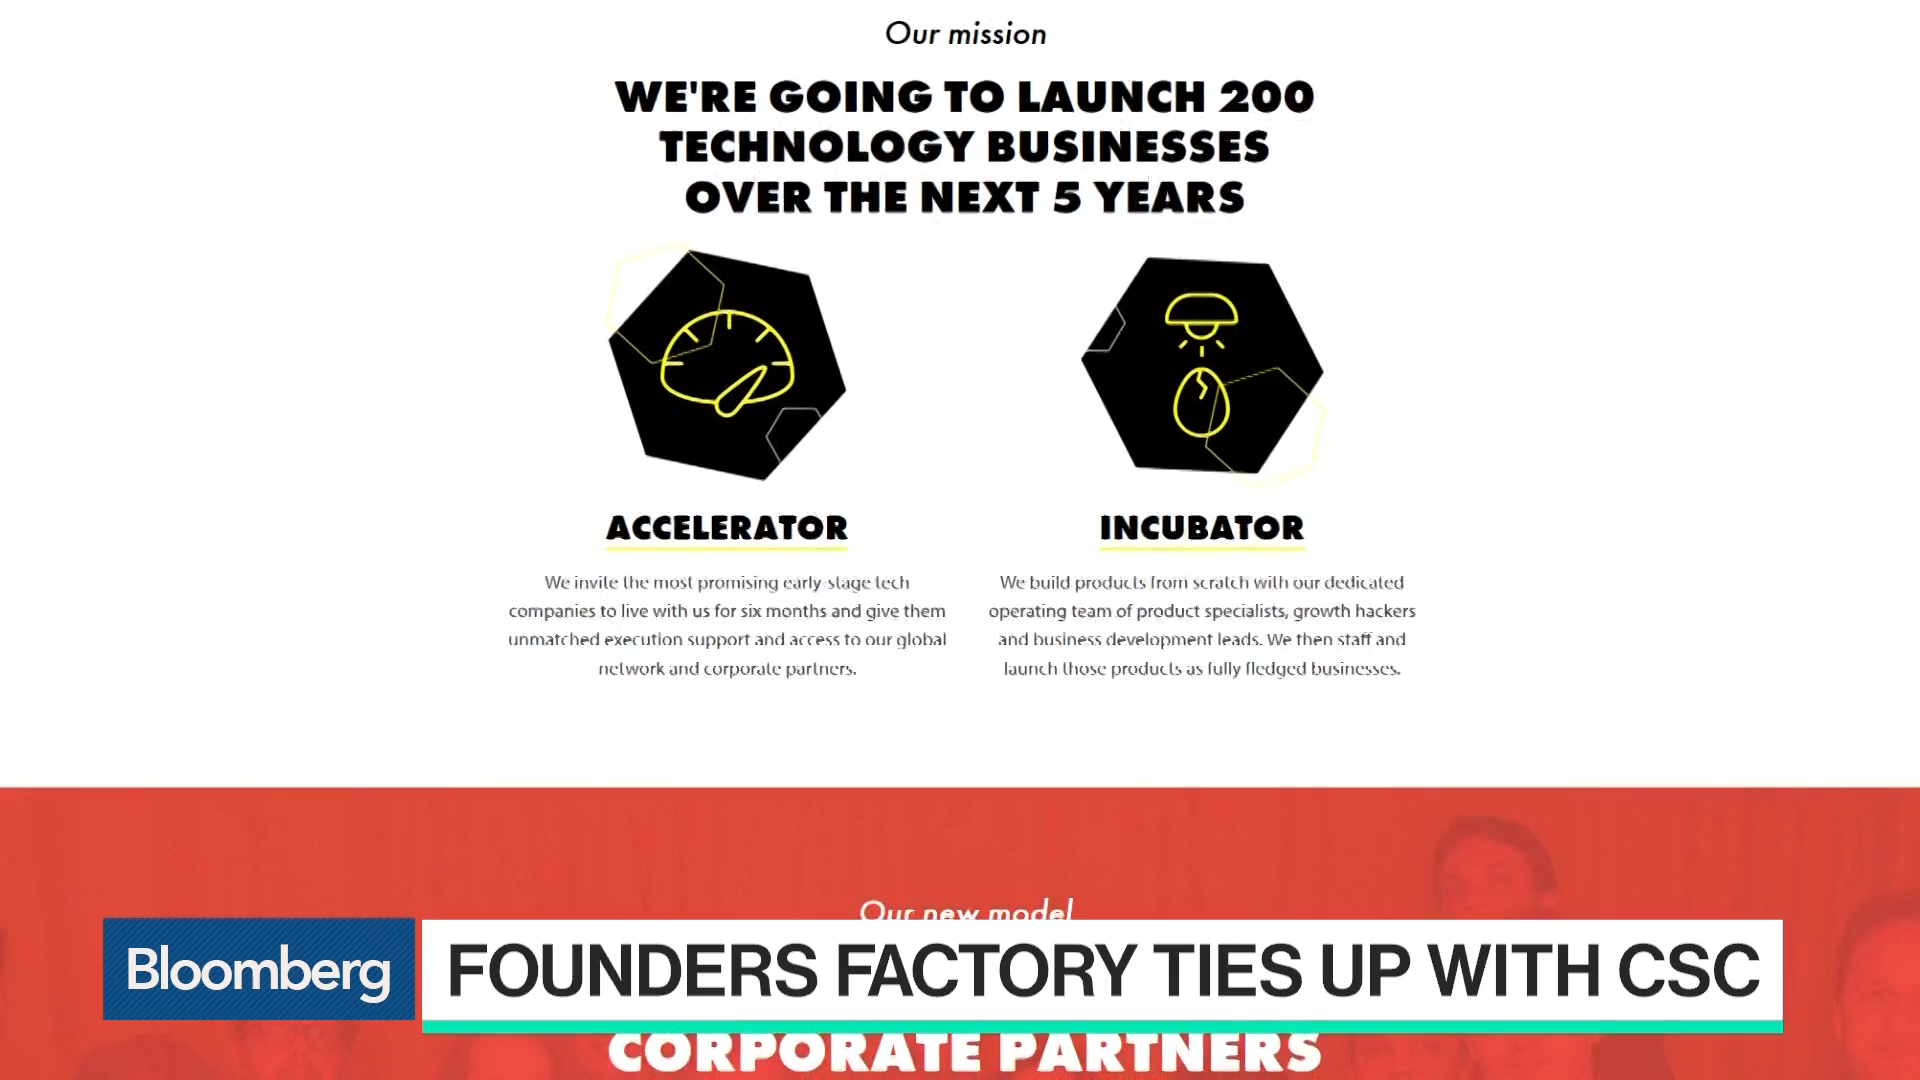 Our mission
WE'RE GOING TO LAUNCH 200
TECHNOLOGY BUSINESSES
OVER THE NEXT 5 YEARS
ACCELERATOR
We invite the most promising early-stage tech
companies to live with us for six months and give them
unmatched execution support and access to our global
network and corporate partners.
INCUBATOR
We build products from scratch with our dedicated
operating team of product specialists, growth hackers
and business development leads. We then staff and
launch those products as fully fledged businesses.
Our new model
Bloomberg
FOUNDERS FACTORY TIES UP WITH CSC
CORPORATE PARTNERS